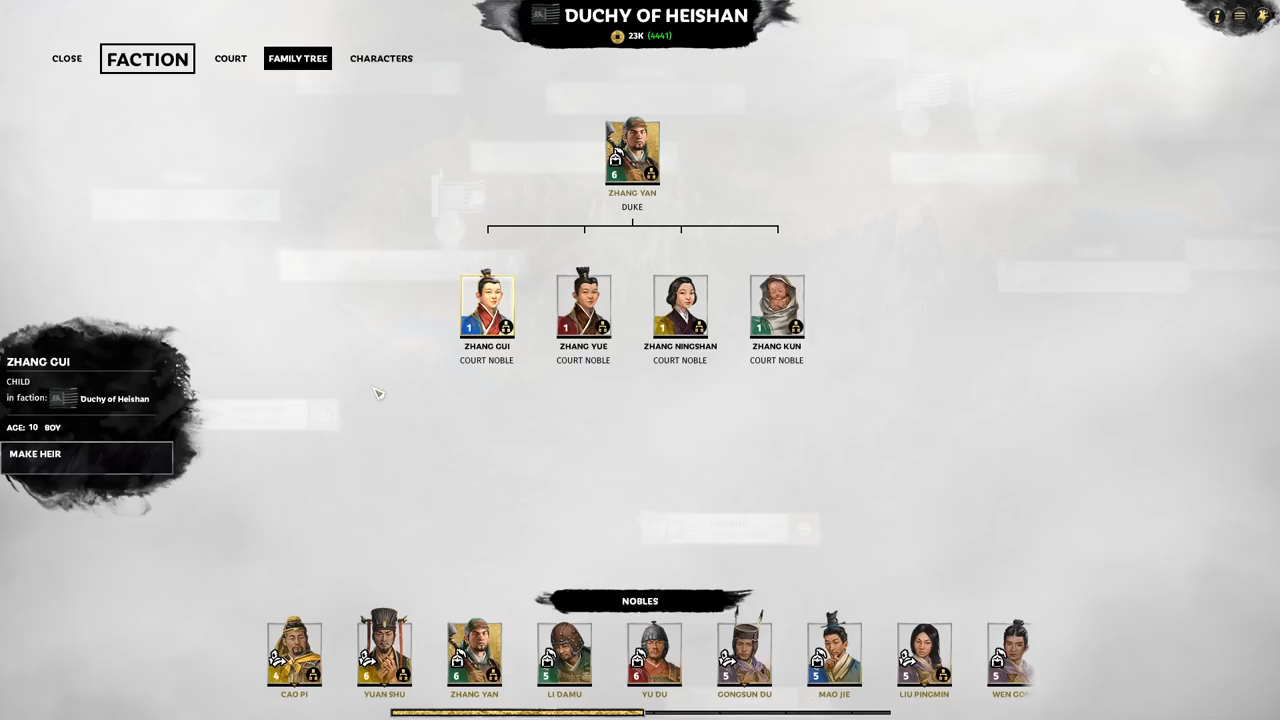 DUCHY OF HEISHAN
23K (4441)
CLOSE FACTION COURT FAMILY TREE CHARACTERS
6
ZHANG YAN
DUKE
1 1 1 1
ZHANG GUI ZHANG YUE ZHANG NINGSHAN ZHANG KUN
COURT NOBLE COURT NOBLE COURT NOBLE COURT NOBLE
ZHANG GUI
CHILD
in faction: Duchy of Heishan
AGE: 10 BOY
MAKE HEIR
NOBLES
4 6 6 5 6 5 5 5 5
CAO PI YUAN SHU ZHANG YAN LI DAMU YU DU GONGSUN DU MAO JIE LIU PINGMIN WEN